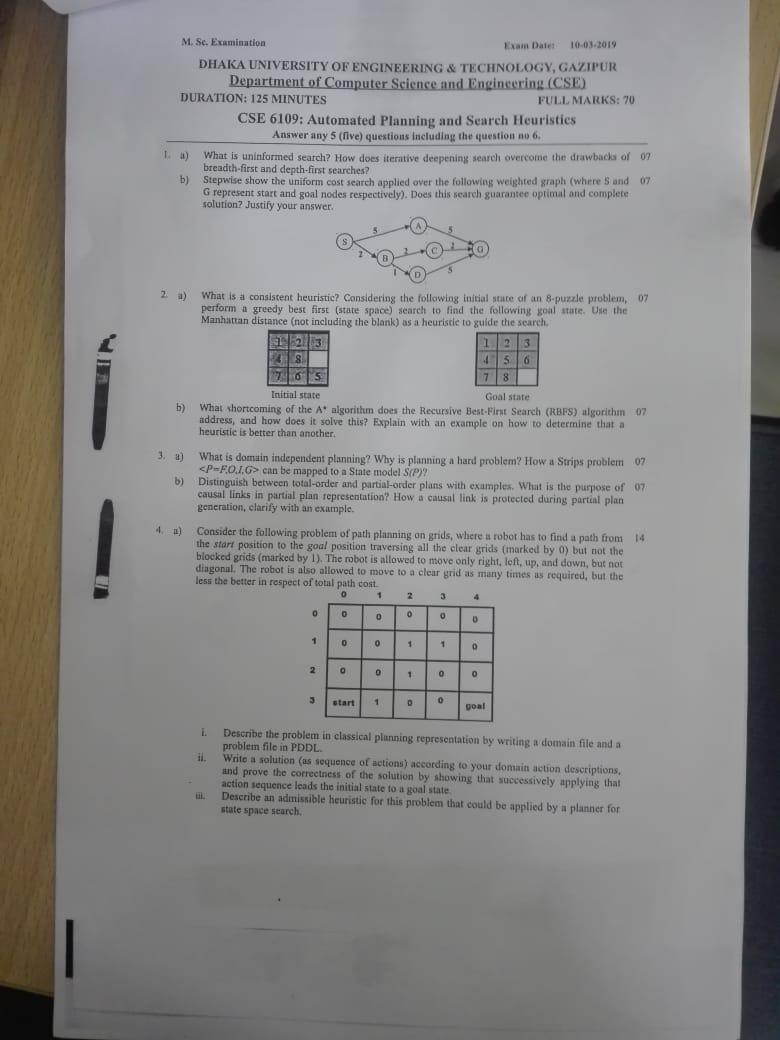 M. Sc. Examination Exam Date: 10-03-2019
DHAKA UNIVERSITY OF ENGINEERING & TECHNOLOGY, GAZIPUR
Department of Computer Science and Engineering (CSE)
DURATION: 125 MINUTES FULL MARKS: 70
CSE 6109: Automated Planning and Search Heuristics
Answer any 5 (five) questions including the question no 6.
1. a) What is uninformed search? How does iterative deepening search overcome the drawbacks of 07
breadth-first and depth-first searches?
b) Stepwise show the uniform cost search applied over the following weighted graph (where S and 07
G represent start and goal nodes respectively). Does this search guarantee optimal and complete
solution? Justify your answer.
A
5 5
S
2 B 2 C 2 G
1 D 5
2. a) What is a consistent heuristic? Considering the following initial state of an 8-puzzle problem, 07
perform a greedy best first (state space) search to find the following goal state. Use the
Manhattan distance (not including the blank) as a heuristic to guide the search.
1 2 3 1 2 3
4 8 4 5 6
7 6 5 7 8
Initial state Goal state
b) What shortcoming of the A* algorithm does the Recursive Best-First Search (RBFS) algorithm 07
address, and how does it solve this? Explain with an example on how to determine that a
heuristic is better than another.
3. a) What is domain independent planning? Why is planning a hard problem? How a Strips problem 07
<P=F,O,I,G> can be mapped to a State model S(P)?
b) Distinguish between total-order and partial-order plans with examples. What is the purpose of 07
causal links in partial plan representation? How a causal link is protected during partial plan
generation, clarify with an example.
4. a) Consider the following problem of path planning on grids, where a robot has to find a path from 14
the start position to the goal position traversing all the clear grids (marked by 0) but not the
blocked grids (marked by 1). The robot is allowed to move only right, left, up, and down, but not
diagonal. The robot is also allowed to move to a clear grid as many times as required, but the
less the better in respect of total path cost.
0 1 2 3 4
0 0 0 0 0 0
1 0 0 1 1 0
2 0 0 1 0 0
3 start 1 0 0 goal
i. Describe the problem in classical planning representation by writing a domain file and a
problem file in PDDL.
ii. Write a solution (as sequence of actions) according to your domain action descriptions,
and prove the correctness of the solution by showing that successively applying that
action sequence leads the initial state to a goal state.
iii. Describe an admissible heuristic for this problem that could be applied by a planner for
state space search.